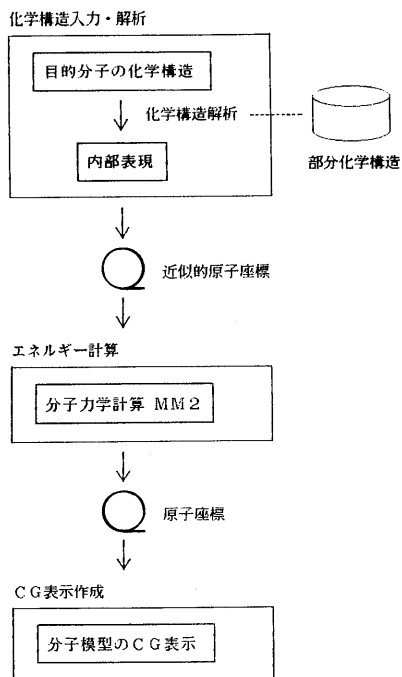 化学構造入力・解析
目的分子の化学構造
化学構造解析
内部表現
部分化学構造
近似的原子座標
エネルギー計算
分子力学計算 MM2
原子座標
CG表示作成
分子模型のCG表示